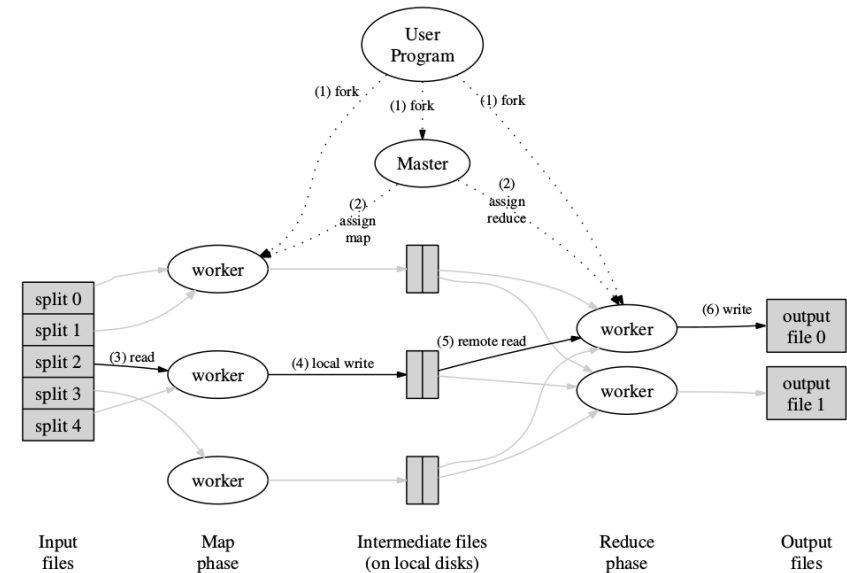 User
Program
(1) fork
(1) fork
(1) fork
Master
(2)
assign
map
(2)
assign
reduce
worker
split 0
split 1
split 2
split 3
split 4
(3) read
worker
(4) local write
(5) remote read
worker
worker
(6) write
output
file 0
worker
output
file 1
Input
files
Map
phase
Intermediate files
(on local disks)
Reduce
phase
Output
files